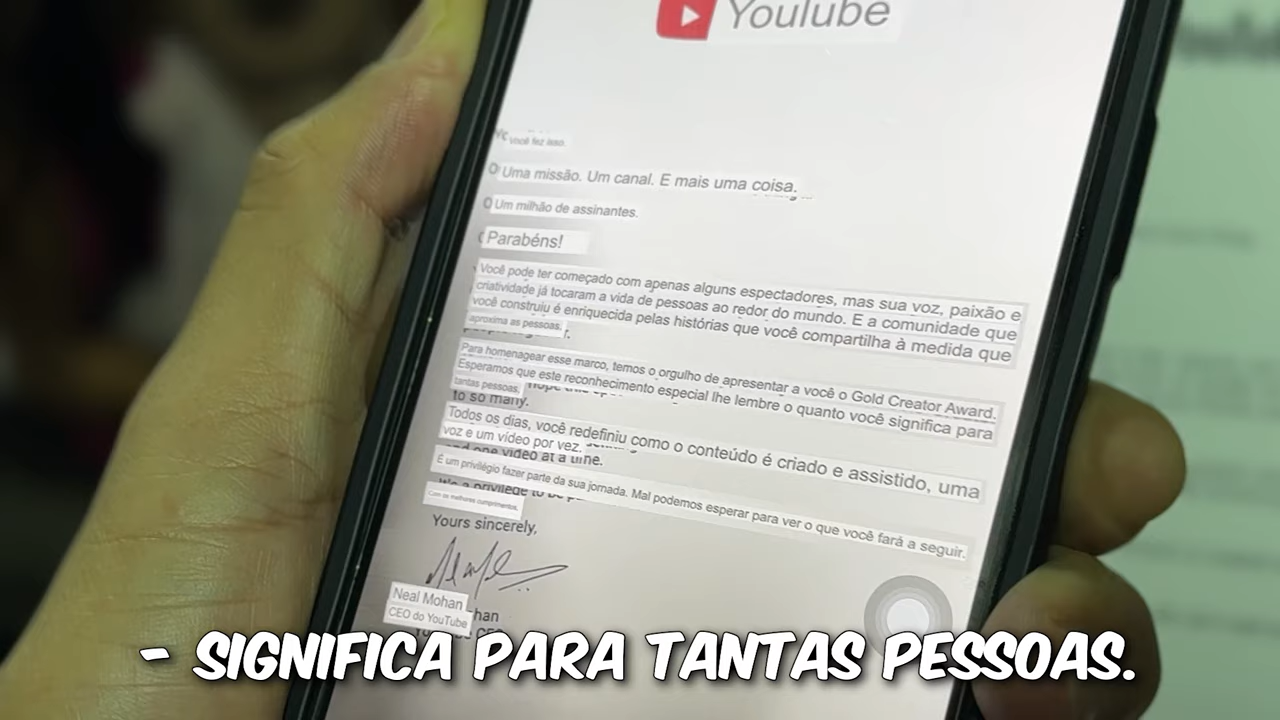 Youlube
Você fez isso.
Uma missão. Um canal. E mais uma coisa.
Um milhão de assinantes.
Parabéns!
Você pode ter começado com apenas alguns espectadores, mas sua voz, paixão e
criatividade já tocaram a vida de pessoas ao redor do mundo. E a comunidade que
você construiu é enriquecida pelas histórias que você compartilha à medida que
aproxima as pessoas.
Para homenagear esse marco, temos o orgulho de apresentar a você o Gold Creator Award.
Esperamos que este reconhecimento especial lhe lembre o quanto você significa para
tantas pessoas.
to so many.
Todos os dias, você redefiniu como o conteúdo é criado e assistido, uma
voz e um vídeo por vez.
and one video at a time.
É um privilégio fazer parte da sua jornada. Mal podemos esperar para ver o que você fará a seguir.
Com os melhores cumprimentos,
Yours sincerely,
Neal Mohan
CEO do YouTube
- SIGNIFICA PARA TANTAS PESSOAS.